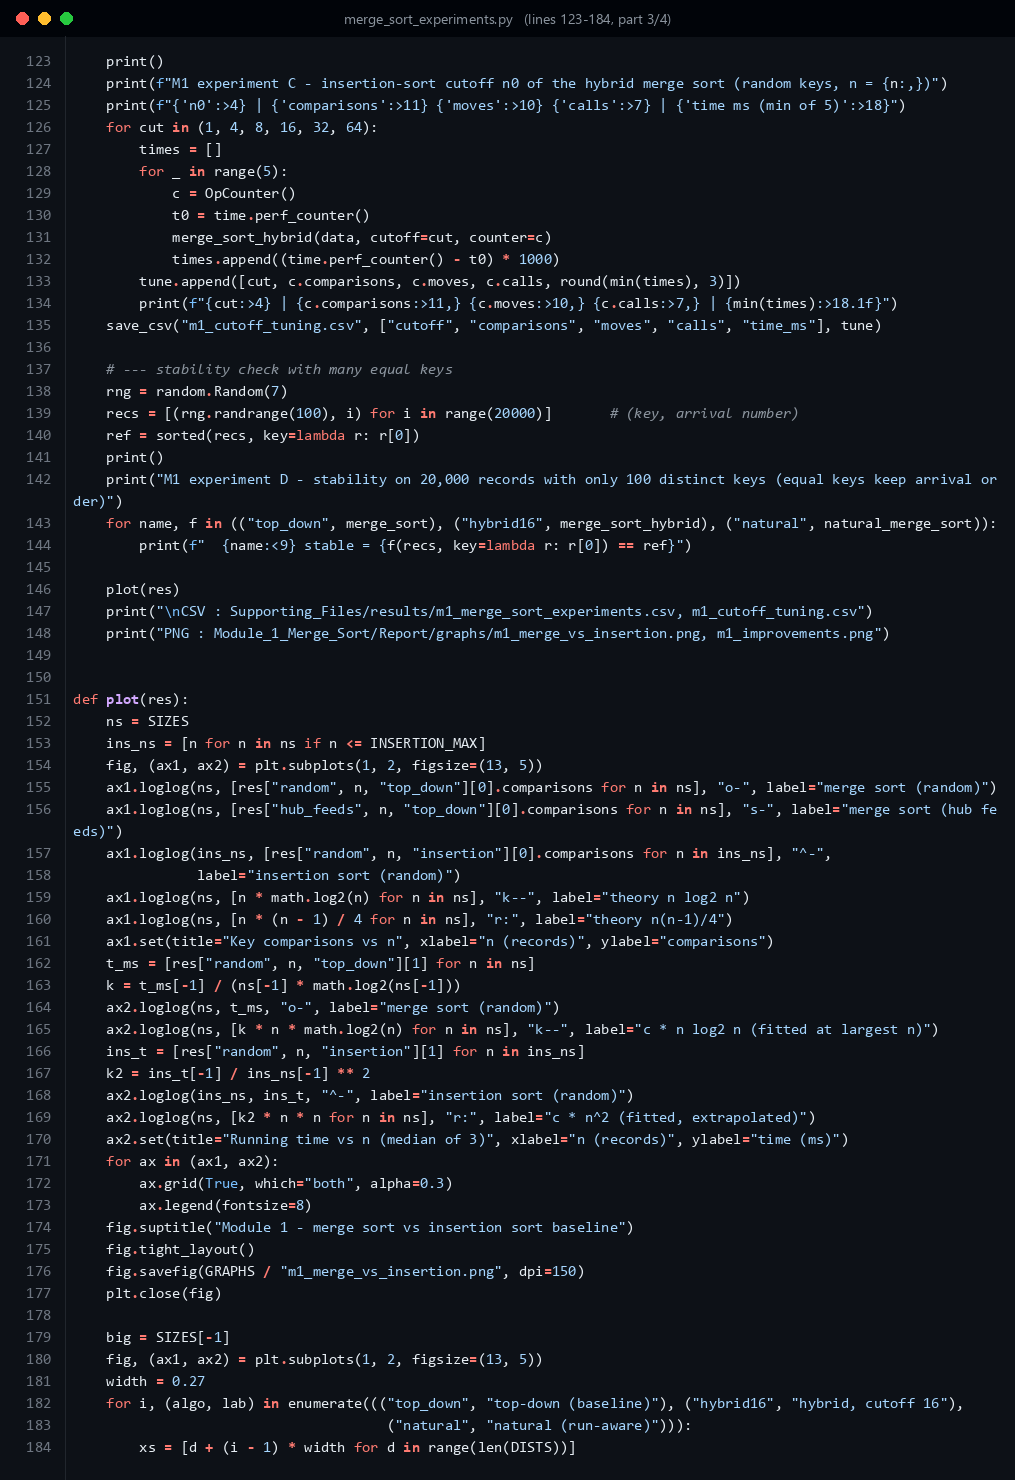 merge_sort_experiments.py   (lines 123-184, part 3/4)
123     print()
124     print(f"M1 experiment C - insertion-sort cutoff n0 of the hybrid merge sort (random keys, n = {n:,})")
125     print(f"{'n0':>4} | {'comparisons':>11} {'moves':>10} {'calls':>7} | {'time ms (min of 5)':>18}")
126     for cut in (1, 4, 8, 16, 32, 64):
127         times = []
128         for _ in range(5):
129             c = OpCounter()
130             t0 = time.perf_counter()
131             merge_sort_hybrid(data, cutoff=cut, counter=c)
132             times.append((time.perf_counter() - t0) * 1000)
133         tune.append([cut, c.comparisons, c.moves, c.calls, round(min(times), 3)])
134         print(f"{cut:>4} | {c.comparisons:>11,} {c.moves:>10,} {c.calls:>7,} | {min(times):>18.1f}")
135     save_csv("m1_cutoff_tuning.csv", ["cutoff", "comparisons", "moves", "calls", "time_ms"], tune)
136
137     # --- stability check with many equal keys
138     rng = random.Random(7)
139     recs = [(rng.randrange(100), i) for i in range(20000)]       # (key, arrival number)
140     ref = sorted(recs, key=lambda r: r[0])
141     print()
142     print("M1 experiment D - stability on 20,000 records with only 100 distinct keys (equal keys keep arrival or
der)")
143     for name, f in (("top_down", merge_sort), ("hybrid16", merge_sort_hybrid), ("natural", natural_merge_sort)):
144         print(f"  {name:<9} stable = {f(recs, key=lambda r: r[0]) == ref}")
145
146     plot(res)
147     print("\nCSV : Supporting_Files/results/m1_merge_sort_experiments.csv, m1_cutoff_tuning.csv")
148     print("PNG : Module_1_Merge_Sort/Report/graphs/m1_merge_vs_insertion.png, m1_improvements.png")
149
150
151 def plot(res):
152     ns = SIZES
153     ins_ns = [n for n in ns if n <= INSERTION_MAX]
154     fig, (ax1, ax2) = plt.subplots(1, 2, figsize=(13, 5))
155     ax1.loglog(ns, [res["random", n, "top_down"][0].comparisons for n in ns], "o-", label="merge sort (random)")
156     ax1.loglog(ns, [res["hub_feeds", n, "top_down"][0].comparisons for n in ns], "s-", label="merge sort (hub fe
eds)")
157     ax1.loglog(ins_ns, [res["random", n, "insertion"][0].comparisons for n in ins_ns], "^-",
158                label="insertion sort (random)")
159     ax1.loglog(ns, [n * math.log2(n) for n in ns], "k--", label="theory n log2 n")
160     ax1.loglog(ns, [n * (n - 1) / 4 for n in ns], "r:", label="theory n(n-1)/4")
161     ax1.set(title="Key comparisons vs n", xlabel="n (records)", ylabel="comparisons")
162     t_ms = [res["random", n, "top_down"][1] for n in ns]
163     k = t_ms[-1] / (ns[-1] * math.log2(ns[-1]))
164     ax2.loglog(ns, t_ms, "o-", label="merge sort (random)")
165     ax2.loglog(ns, [k * n * math.log2(n) for n in ns], "k--", label="c * n log2 n (fitted at largest n)")
166     ins_t = [res["random", n, "insertion"][1] for n in ins_ns]
167     k2 = ins_t[-1] / ins_ns[-1] ** 2
168     ax2.loglog(ins_ns, ins_t, "^-", label="insertion sort (random)")
169     ax2.loglog(ns, [k2 * n * n for n in ns], "r:", label="c * n^2 (fitted, extrapolated)")
170     ax2.set(title="Running time vs n (median of 3)", xlabel="n (records)", ylabel="time (ms)")
171     for ax in (ax1, ax2):
172         ax.grid(True, which="both", alpha=0.3)
173         ax.legend(fontsize=8)
174     fig.suptitle("Module 1 - merge sort vs insertion sort baseline")
175     fig.tight_layout()
176     fig.savefig(GRAPHS / "m1_merge_vs_insertion.png", dpi=150)
177     plt.close(fig)
178
179     big = SIZES[-1]
180     fig, (ax1, ax2) = plt.subplots(1, 2, figsize=(13, 5))
181     width = 0.27
182     for i, (algo, lab) in enumerate((("top_down", "top-down (baseline)"), ("hybrid16", "hybrid, cutoff 16"),
183                                      ("natural", "natural (run-aware)"))):
184         xs = [d + (i - 1) * width for d in range(len(DISTS))]